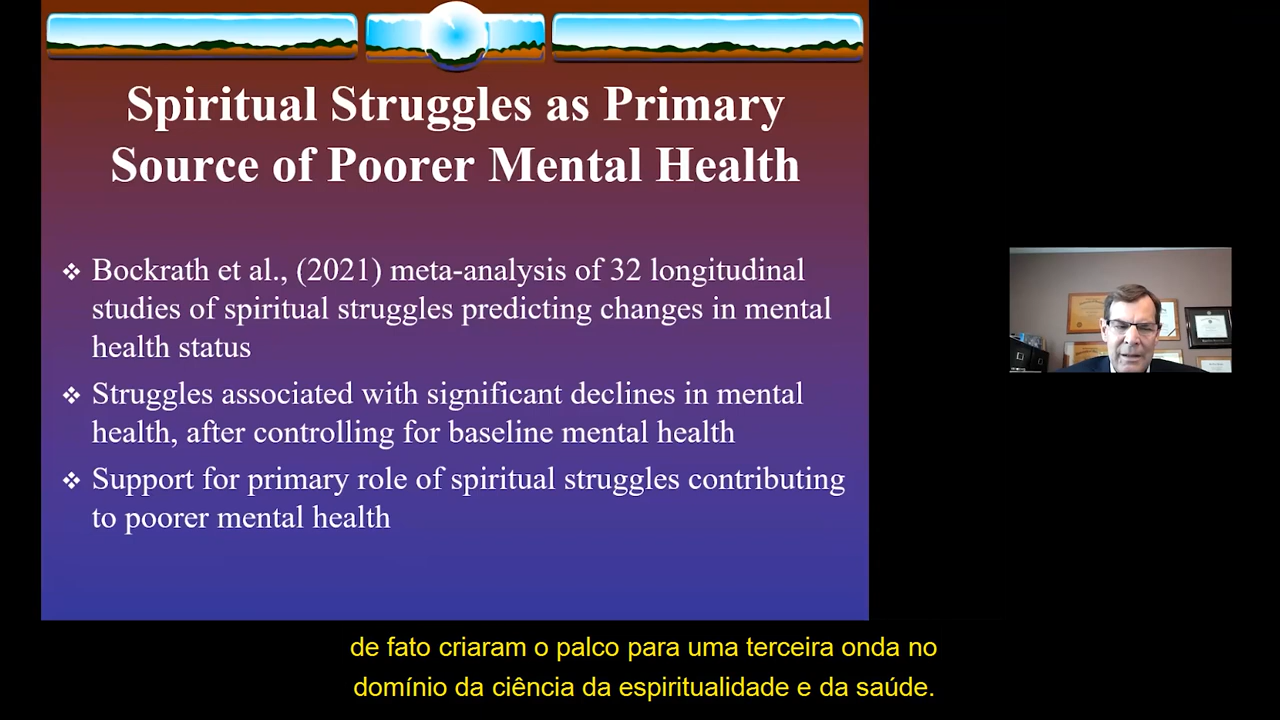 Spiritual Struggles as Primary
Source of Poorer Mental Health
❖ Bockrath et al., (2021) meta-analysis of 32 longitudinal
studies of spiritual struggles predicting changes in mental
health status
❖ Struggles associated with significant declines in mental
health, after controlling for baseline mental health
❖ Support for primary role of spiritual struggles contributing
to poorer mental health
de fato criaram o palco para uma terceira onda no
domínio da ciência da espiritualidade e da saúde.